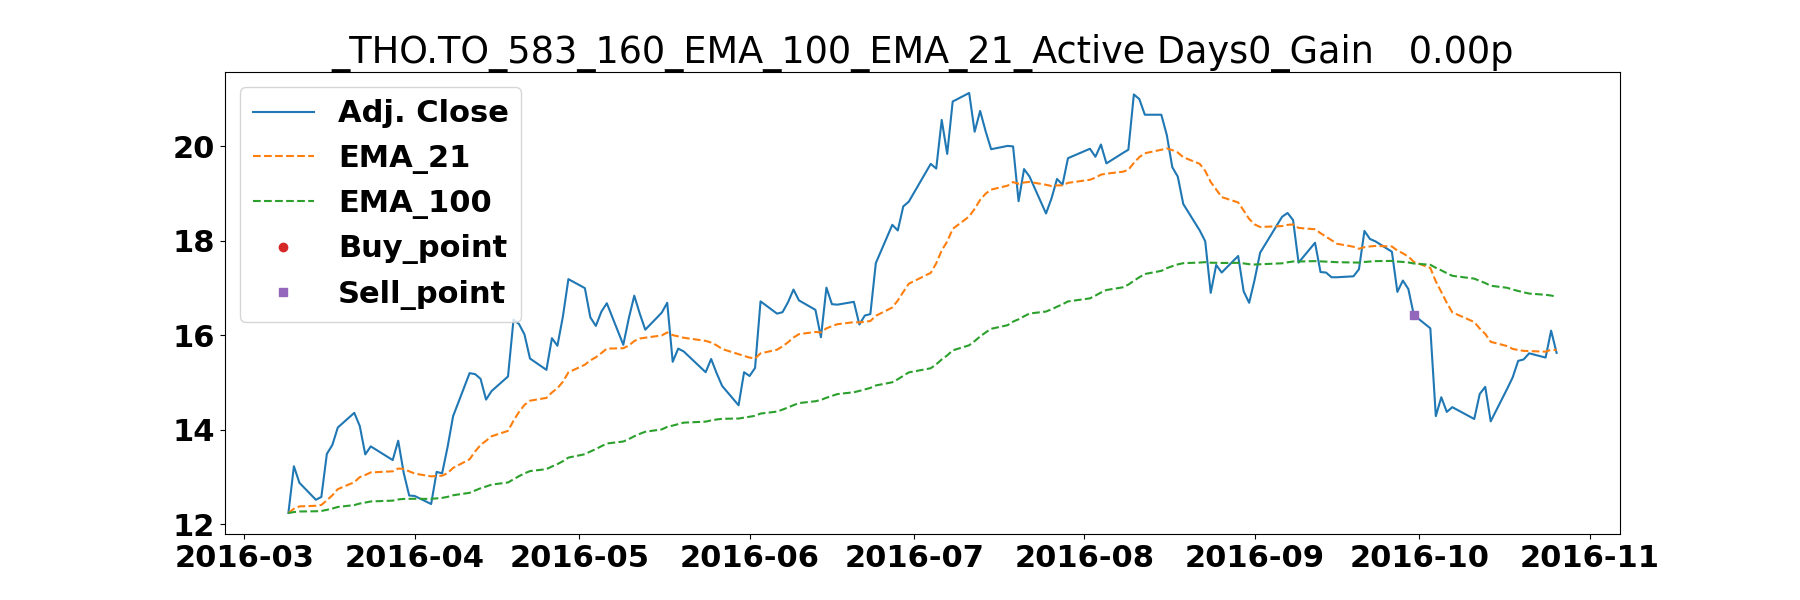 _THO.TO_583_160_EMA_100_EMA_21_Active Days0_Gain   0.00p
Adj. Close
EMA_21
EMA_100
Buy_point
Sell_point
20
18
16
14
12
2016-03 2016-04 2016-05 2016-06 2016-07 2016-08 2016-09 2016-10 2016-11